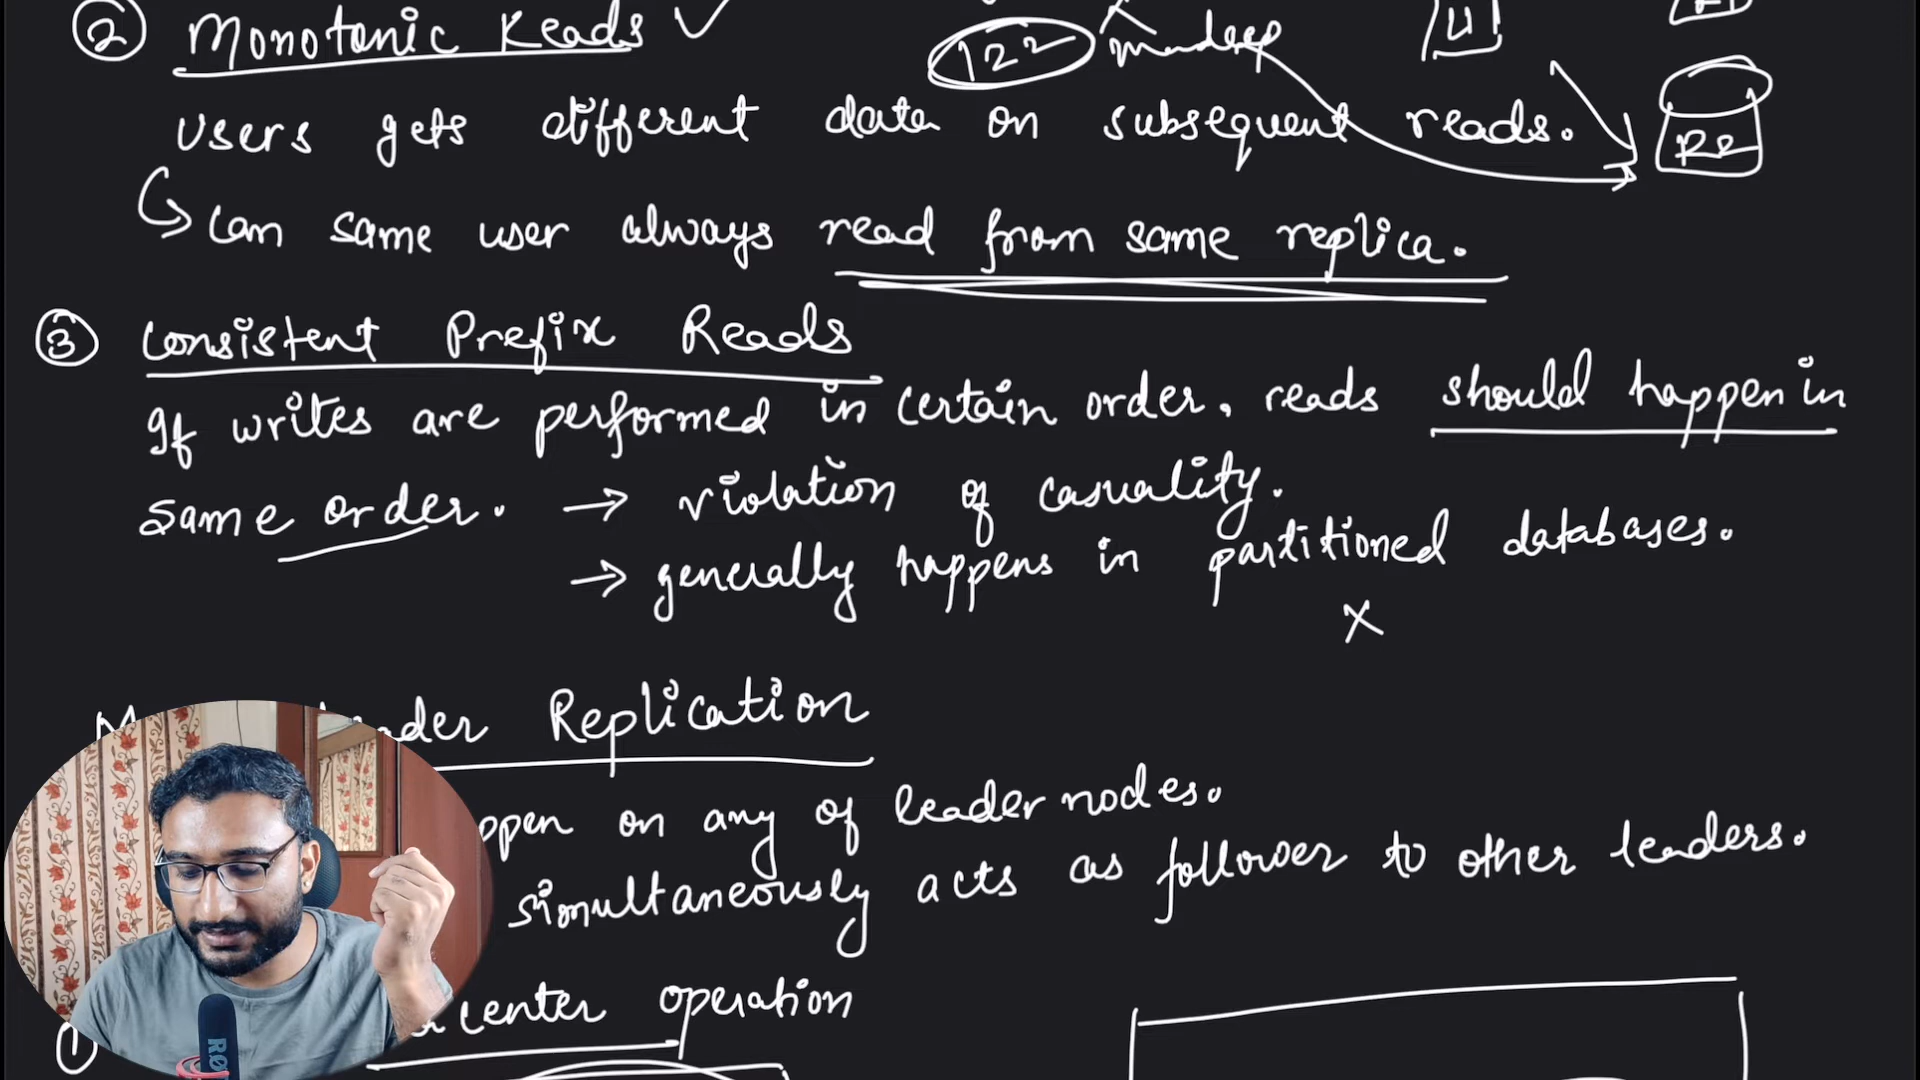 ② Monotonic Reads ✓
122 mandeep
U
users gets different data on subsequent reads.
R2
↳ can same user always read from same replica.
③ Consistent Prefix Reads
If writes are performed in certain order, reads should happen in
same order. → violation of casuality.
→ generally happens in partitioned databases.
x
Replication
on any of leader nodes.
simultaneously acts as follower to other leaders.
① center operation